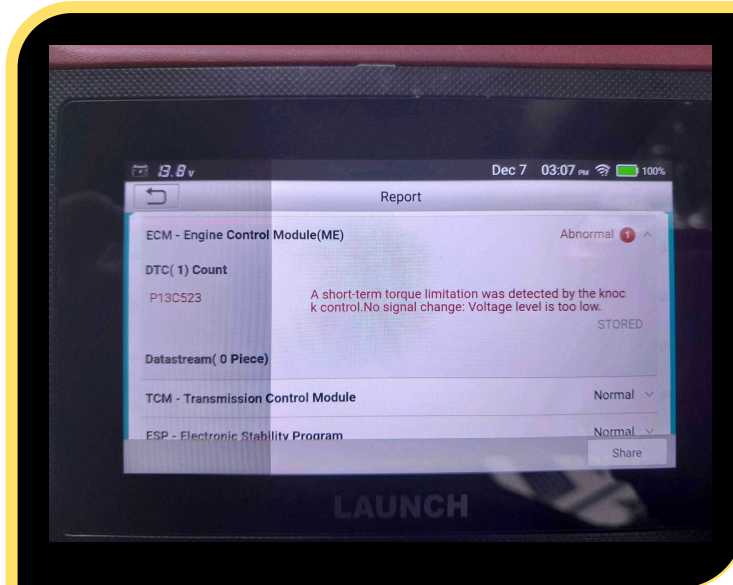 13.8 v
Dec 7 03:07 PM 100%
Report
ECM - Engine Control Module(ME) Abnormal 1
DTC( 1) Count
P13C523 A short-term torque limitation was detected by the knoc
k control.No signal change: Voltage level is too low.
STORED
Datastream( 0 Piece)
TCM - Transmission Control Module Normal
ESP - Electronic Stability Program Normal
Share
LAUNCH